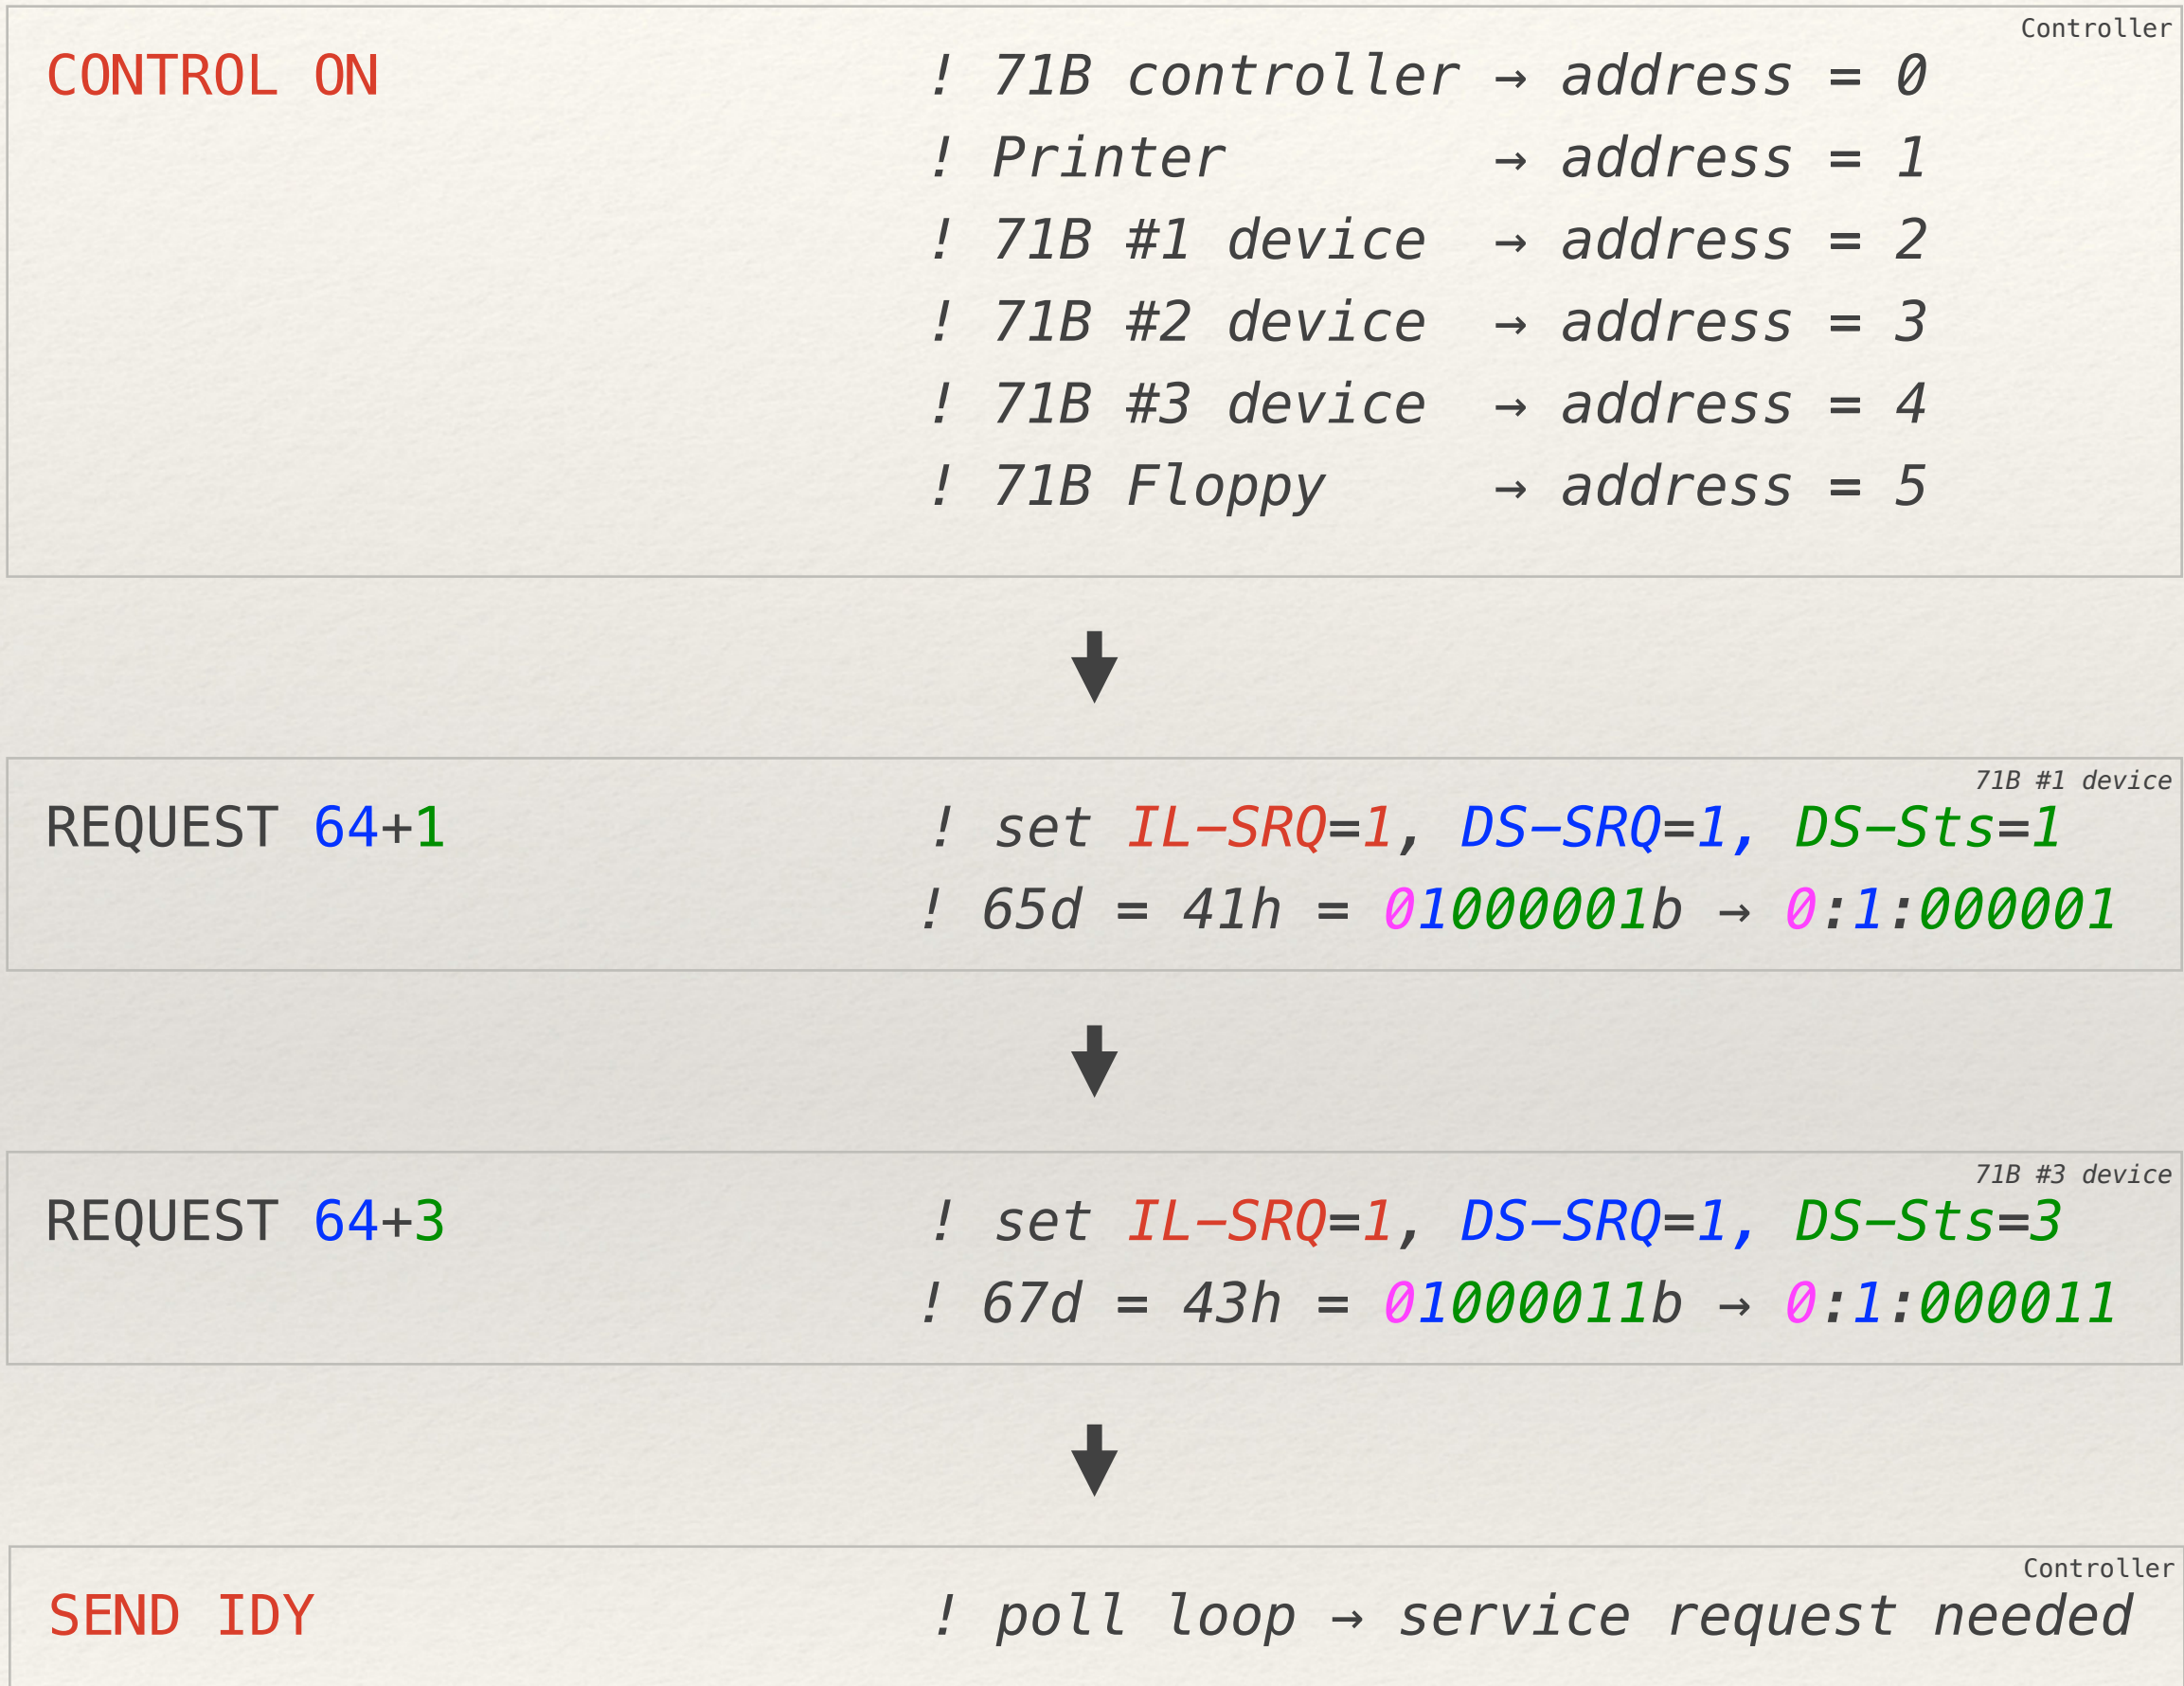 Controller
CONTROL ON ! 71B controller → address = 0
! Printer → address = 1
! 71B #1 device → address = 2
! 71B #2 device → address = 3
! 71B #3 device → address = 4
! 71B Floppy → address = 5
71B #1 device
REQUEST 64+1 ! set IL–SRQ=1, DS–SRQ=1, DS–Sts=1
! 65d = 41h = 01000001b → 0:1:000001
71B #3 device
REQUEST 64+3 ! set IL–SRQ=1, DS–SRQ=1, DS–Sts=3
! 67d = 43h = 01000011b → 0:1:000011
Controller
SEND IDY ! poll loop → service request needed